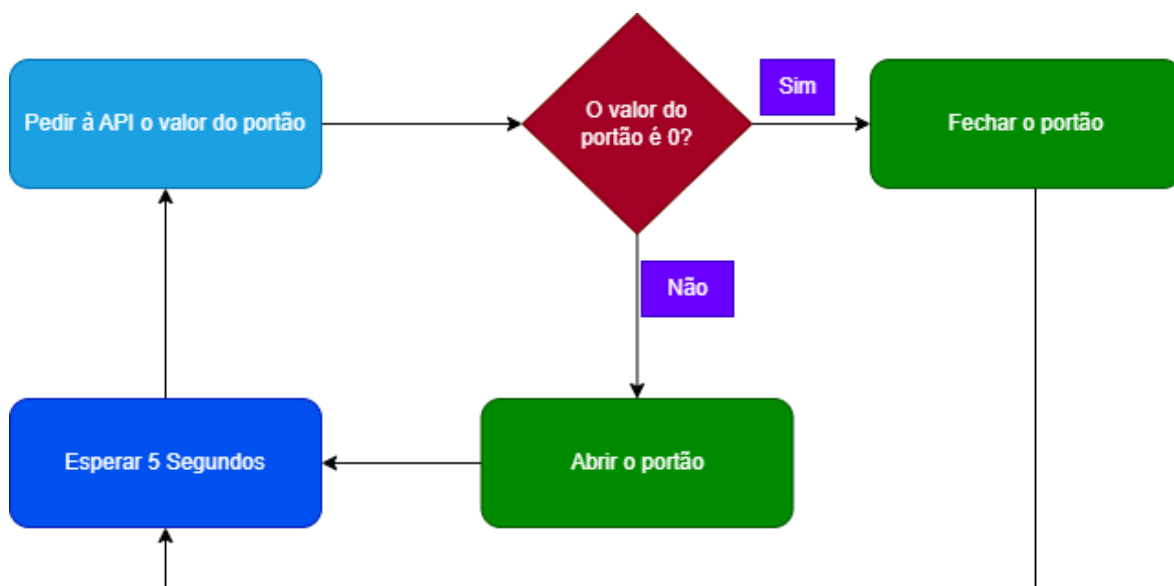 Pedir à API o valor do portão
O valor do
portão é 0?
Sim
Fechar o portão
Não
Esperar 5 Segundos
Abrir o portão